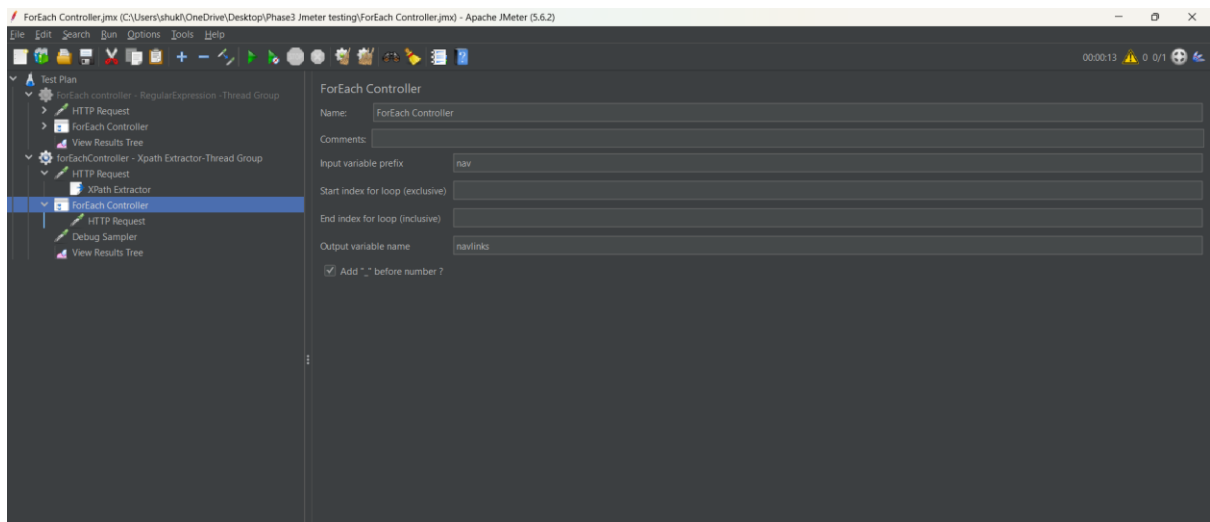 ForEach Controller.jmx (C:\Users\shukl\OneDrive\Desktop\Phase3 Jmeter testing\ForEach Controller.jmx) - Apache JMeter (5.6.2)
File Edit Search Run Options Tools Help
00:00:13 0 0/1
Test Plan
ForEach controller - RegularExpression -Thread Group
HTTP Request
ForEach Controller
View Results Tree
forEachController - Xpath Extractor-Thread Group
HTTP Request
XPath Extractor
ForEach Controller
HTTP Request
Debug Sampler
View Results Tree
ForEach Controller
Name: ForEach Controller
Comments:
Input variable prefix nav
Start index for loop (exclusive)
End index for loop (inclusive)
Output variable name navlinks
Add "_" before number ?